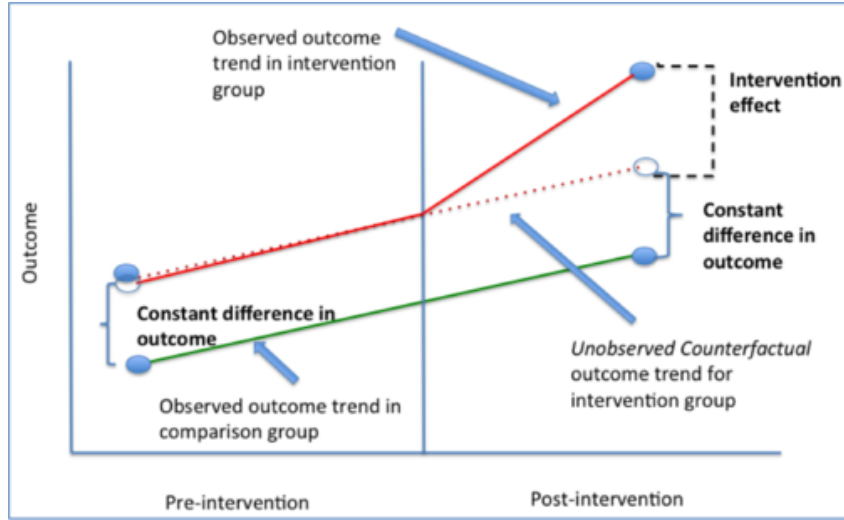 Observed outcome
trend in intervention
group
Intervention
effect
Constant
difference in
outcome
Outcome
Constant difference in
outcome
Unobserved Counterfactual
outcome trend for
intervention group
Observed outcome trend in
comparison group
Pre-intervention
Post-intervention